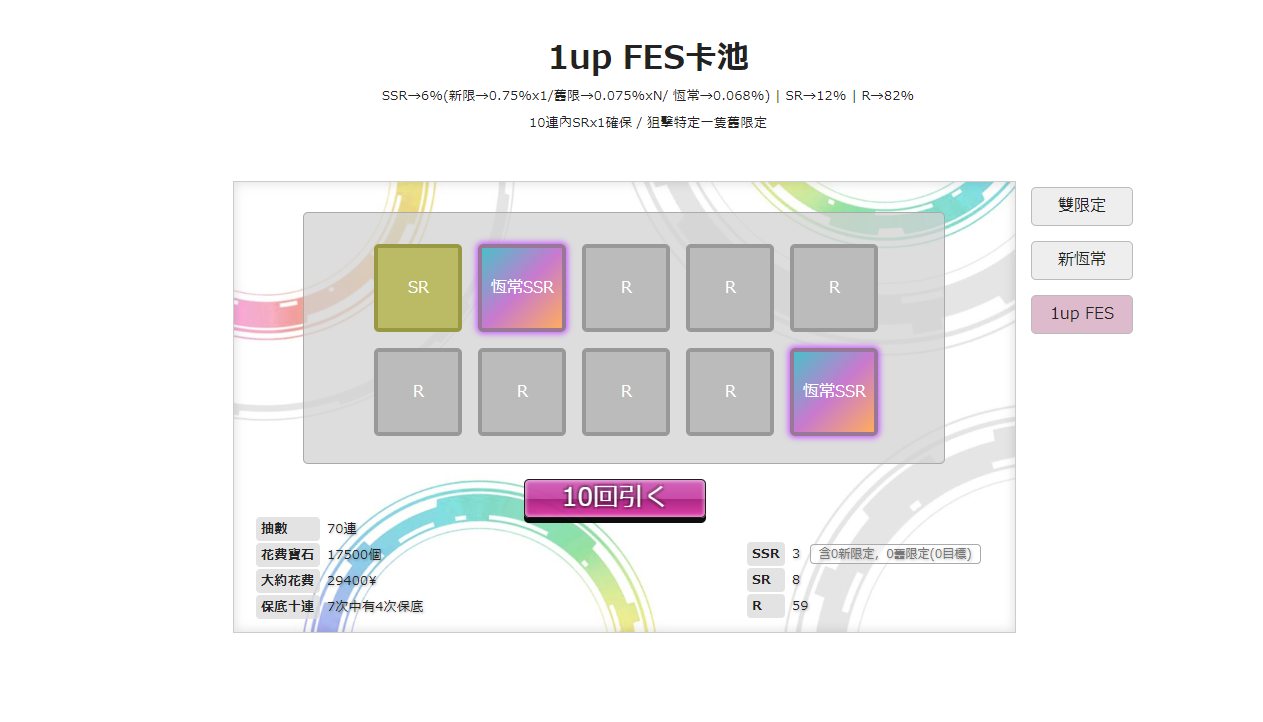 1up FES卡池
SSR→6%(新限→0.75%x1/舊限→0.075%xN/ 恆常→0.068%) | SR→12% | R→82%
10連內SRx1確保 / 狙擊特定一隻舊限定
雙限定
新恆常
1up FES
SR 恆常SSR R R R
R R R R 恆常SSR
10回引く
抽數 70連
花費寶石 17500個
大約花費 29400¥
保底十連 7次中有4次保底
SSR 3 含0新限定，0舊限定(0目標)
SR 8
R 59